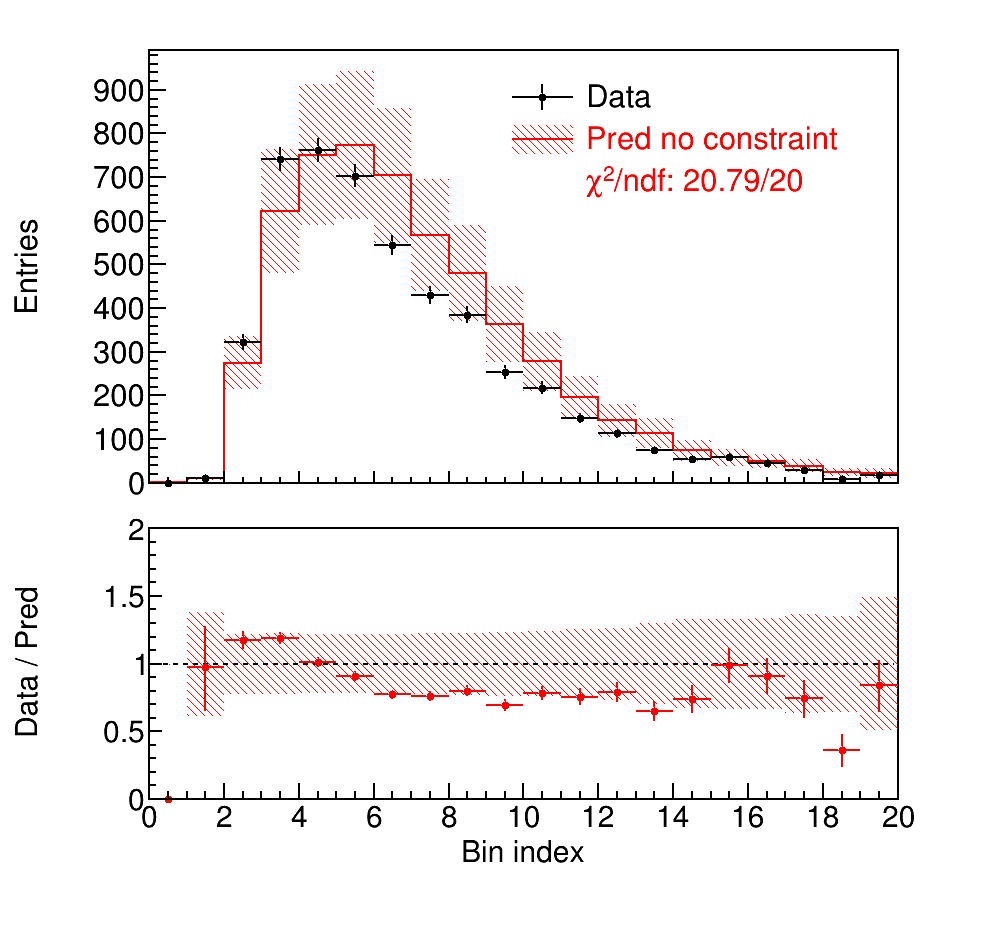 Entries
900
800
700
600
500
400
300
200
100
0
Data
Pred no constraint
χ²/ndf: 20.79/20
Data / Pred
2
1.5
1
0.5
0
0 2 4 6 8 10 12 14 16 18 20
Bin index